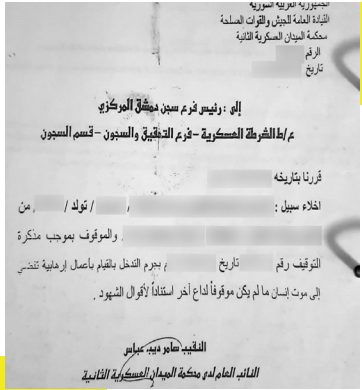 الجمهورية العربية السورية
القيادة العامة للجيش والقوات المسلحة
محكمة الميدان العسكرية الثانية
الرقم
تاريخ
إلى : رئيس فرع سجن دمشق المركزي
ع/ط الشرطة العسكرية – فرع التحقيق والسجون – قسم السجون
قررنا بتاريخه
اخلاء سبيل : / / تولد / , من
, والموقوف بموجب مذكرة
التوقيف رقم تاريخ م بجرم التدخل بالقيام بأعمال إرهابية تفضي
إلى موت إنسان ما لم يكن موقوفاً لداع آخر استناداً لأقوال الشهود .
النقيب سامر ديب عباس
النائب العام لدى محكمة الميدان العسكرية الثانية